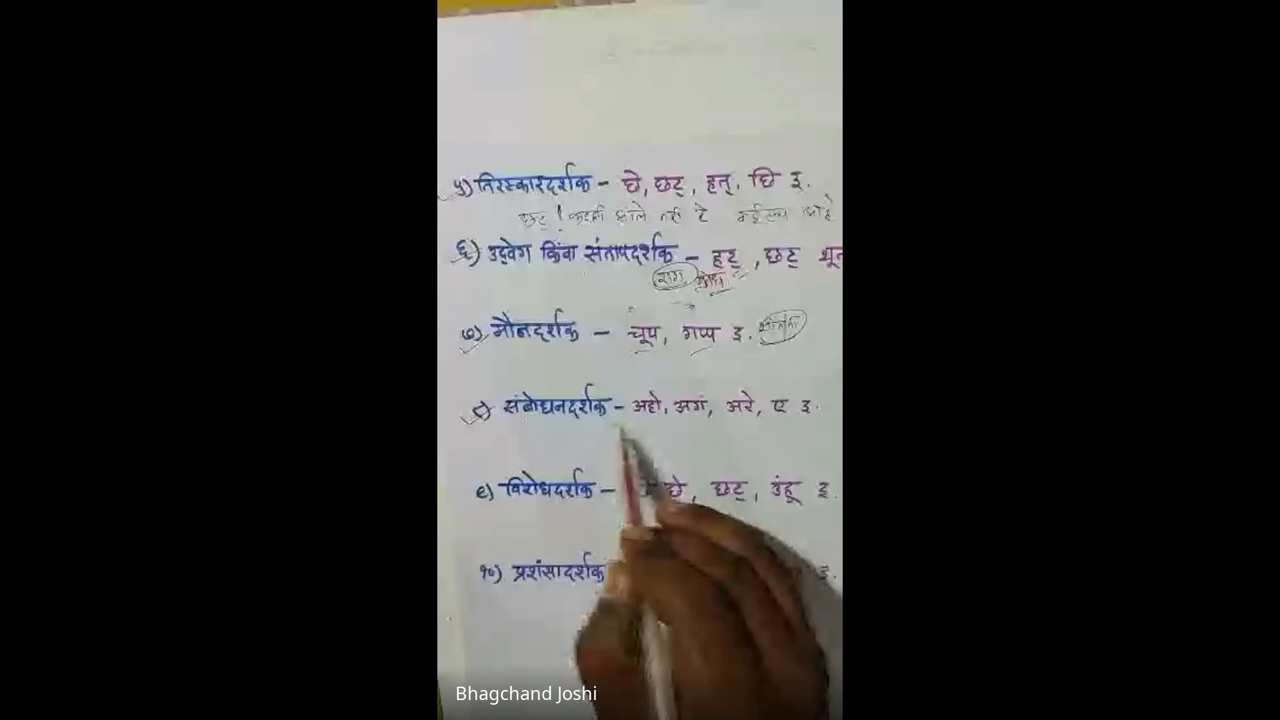 ५) तिरस्कारदर्शक - छे, छट्, हत्, छि इ.
छट्!
६) उद्वेग किंवा संतापदर्शक - हट्, छट् थूत
राग क्रोध
७) मौनदर्शक - चूप, गप्प इ.
८) संबोधनदर्शक - अहो, अगं, अरे, ए इ.
९) विरोधदर्शक - छे, छट्, उंहू इ.
१०) प्रशंसादर्शक इ.
Bhagchand Joshi